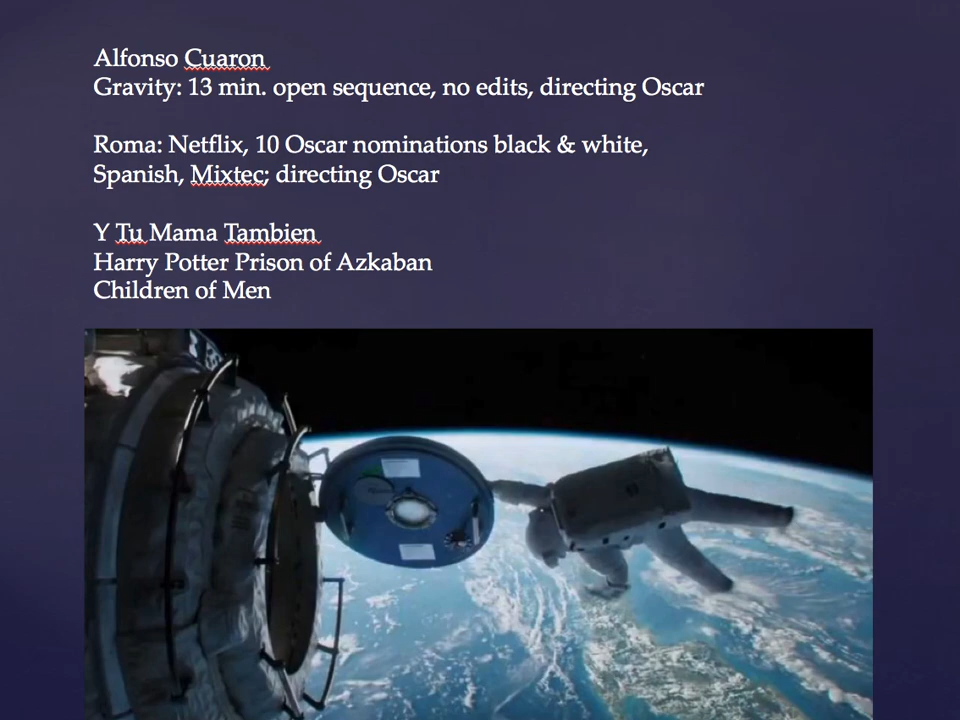 Alfonso Cuaron
Gravity: 13 min. open sequence, no edits, directing Oscar
Roma: Netflix, 10 Oscar nominations black & white,
Spanish, Mixtec; directing Oscar
Y Tu Mama Tambien
Harry Potter Prison of Azkaban
Children of Men